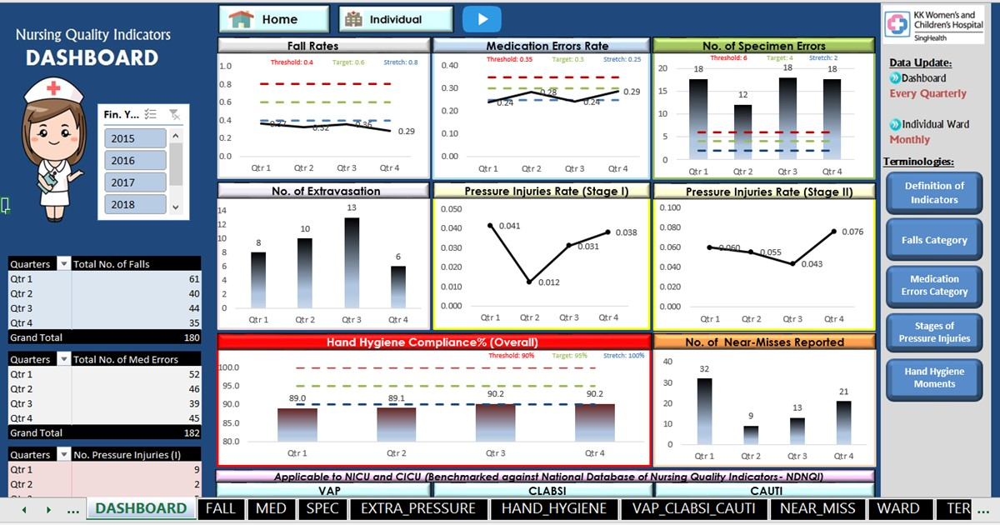 Nursing Quality Indicators
DASHBOARD
Fin. Y...
2015
2016
2017
2018
Quarters Total No. of Falls
Qtr 1 61
Qtr 2 40
Qtr 3 44
Qtr 4 35
Grand Total 180
Quarters Total No. of Med Errors
Qtr 1 52
Qtr 2 46
Qtr 3 39
Qtr 4 45
Grand Total 182
Quarters No. Pressure Injuries (I)
Qtr 1 9
Qtr 2 2
Home
Individual
Fall Rates
Threshold: 0.4 Target: 0.6 Stretch: 0.8
1.0
0.8
0.6
0.4
0.2
0.0
0.37 0.32 0.36 0.29
Qtr 1 Qtr 2 Qtr 3 Qtr 4
Medication Errors Rate
Threshold: 0.35 Target: 0.3 Stretch: 0.25
0.40
0.30
0.20
0.10
0.00
0.24 0.28 0.24 0.29
Qtr 1 Qtr 2 Qtr 3 Qtr 4
No. of Specimen Errors
Threshold: 6 Target: 4 Stretch: 2
20
15
10
5
0
18 12 18 18
Qtr 1 Qtr 2 Qtr 3 Qtr 4
No. of Extravasation
14
12
10
8
6
4
2
0
8 10 13 6
Qtr 1 Qtr 2 Qtr 3 Qtr 4
Pressure Injuries Rate (Stage I)
0.050
0.040
0.030
0.020
0.010
0.000
0.041 0.012 0.031 0.038
Qtr 1 Qtr 2 Qtr 3 Qtr 4
Pressure Injuries Rate (Stage II)
0.100
0.080
0.060
0.040
0.020
0.000
0.060 0.055 0.043 0.076
Qtr 1 Qtr 2 Qtr 3 Qtr 4
Hand Hygiene Compliance% (Overall)
Threshold: 90% Target: 95% Stretch: 100%
100.0
95.0
90.0
85.0
80.0
89.0 89.1 90.2 90.2
Qtr 1 Qtr 2 Qtr 3 Qtr 4
No. of Near-Misses Reported
40
30
20
10
0
32 9 13 21
Qtr 1 Qtr 2 Qtr 3 Qtr 4
Applicable to NICU and CICU (Benchmarked against National Database of Nursing Quality Indicators- NDNQI)
VAP CLABSI CAUTI
KK Women's and
Children's Hospital
SingHealth
Data Update:
Dashboard
Every Quarterly
Individual Ward
Monthly
Terminologies:
Definition of
Indicators
Falls Category
Medication
Errors Category
Stages of
Pressure Injuries
Hand Hygiene
Moments
... DASHBOARD FALL MED SPEC EXTRA_PRESSURE HAND_HYGIENE VAP_CLABSI_CAUTI NEAR_MISS WARD TER ...